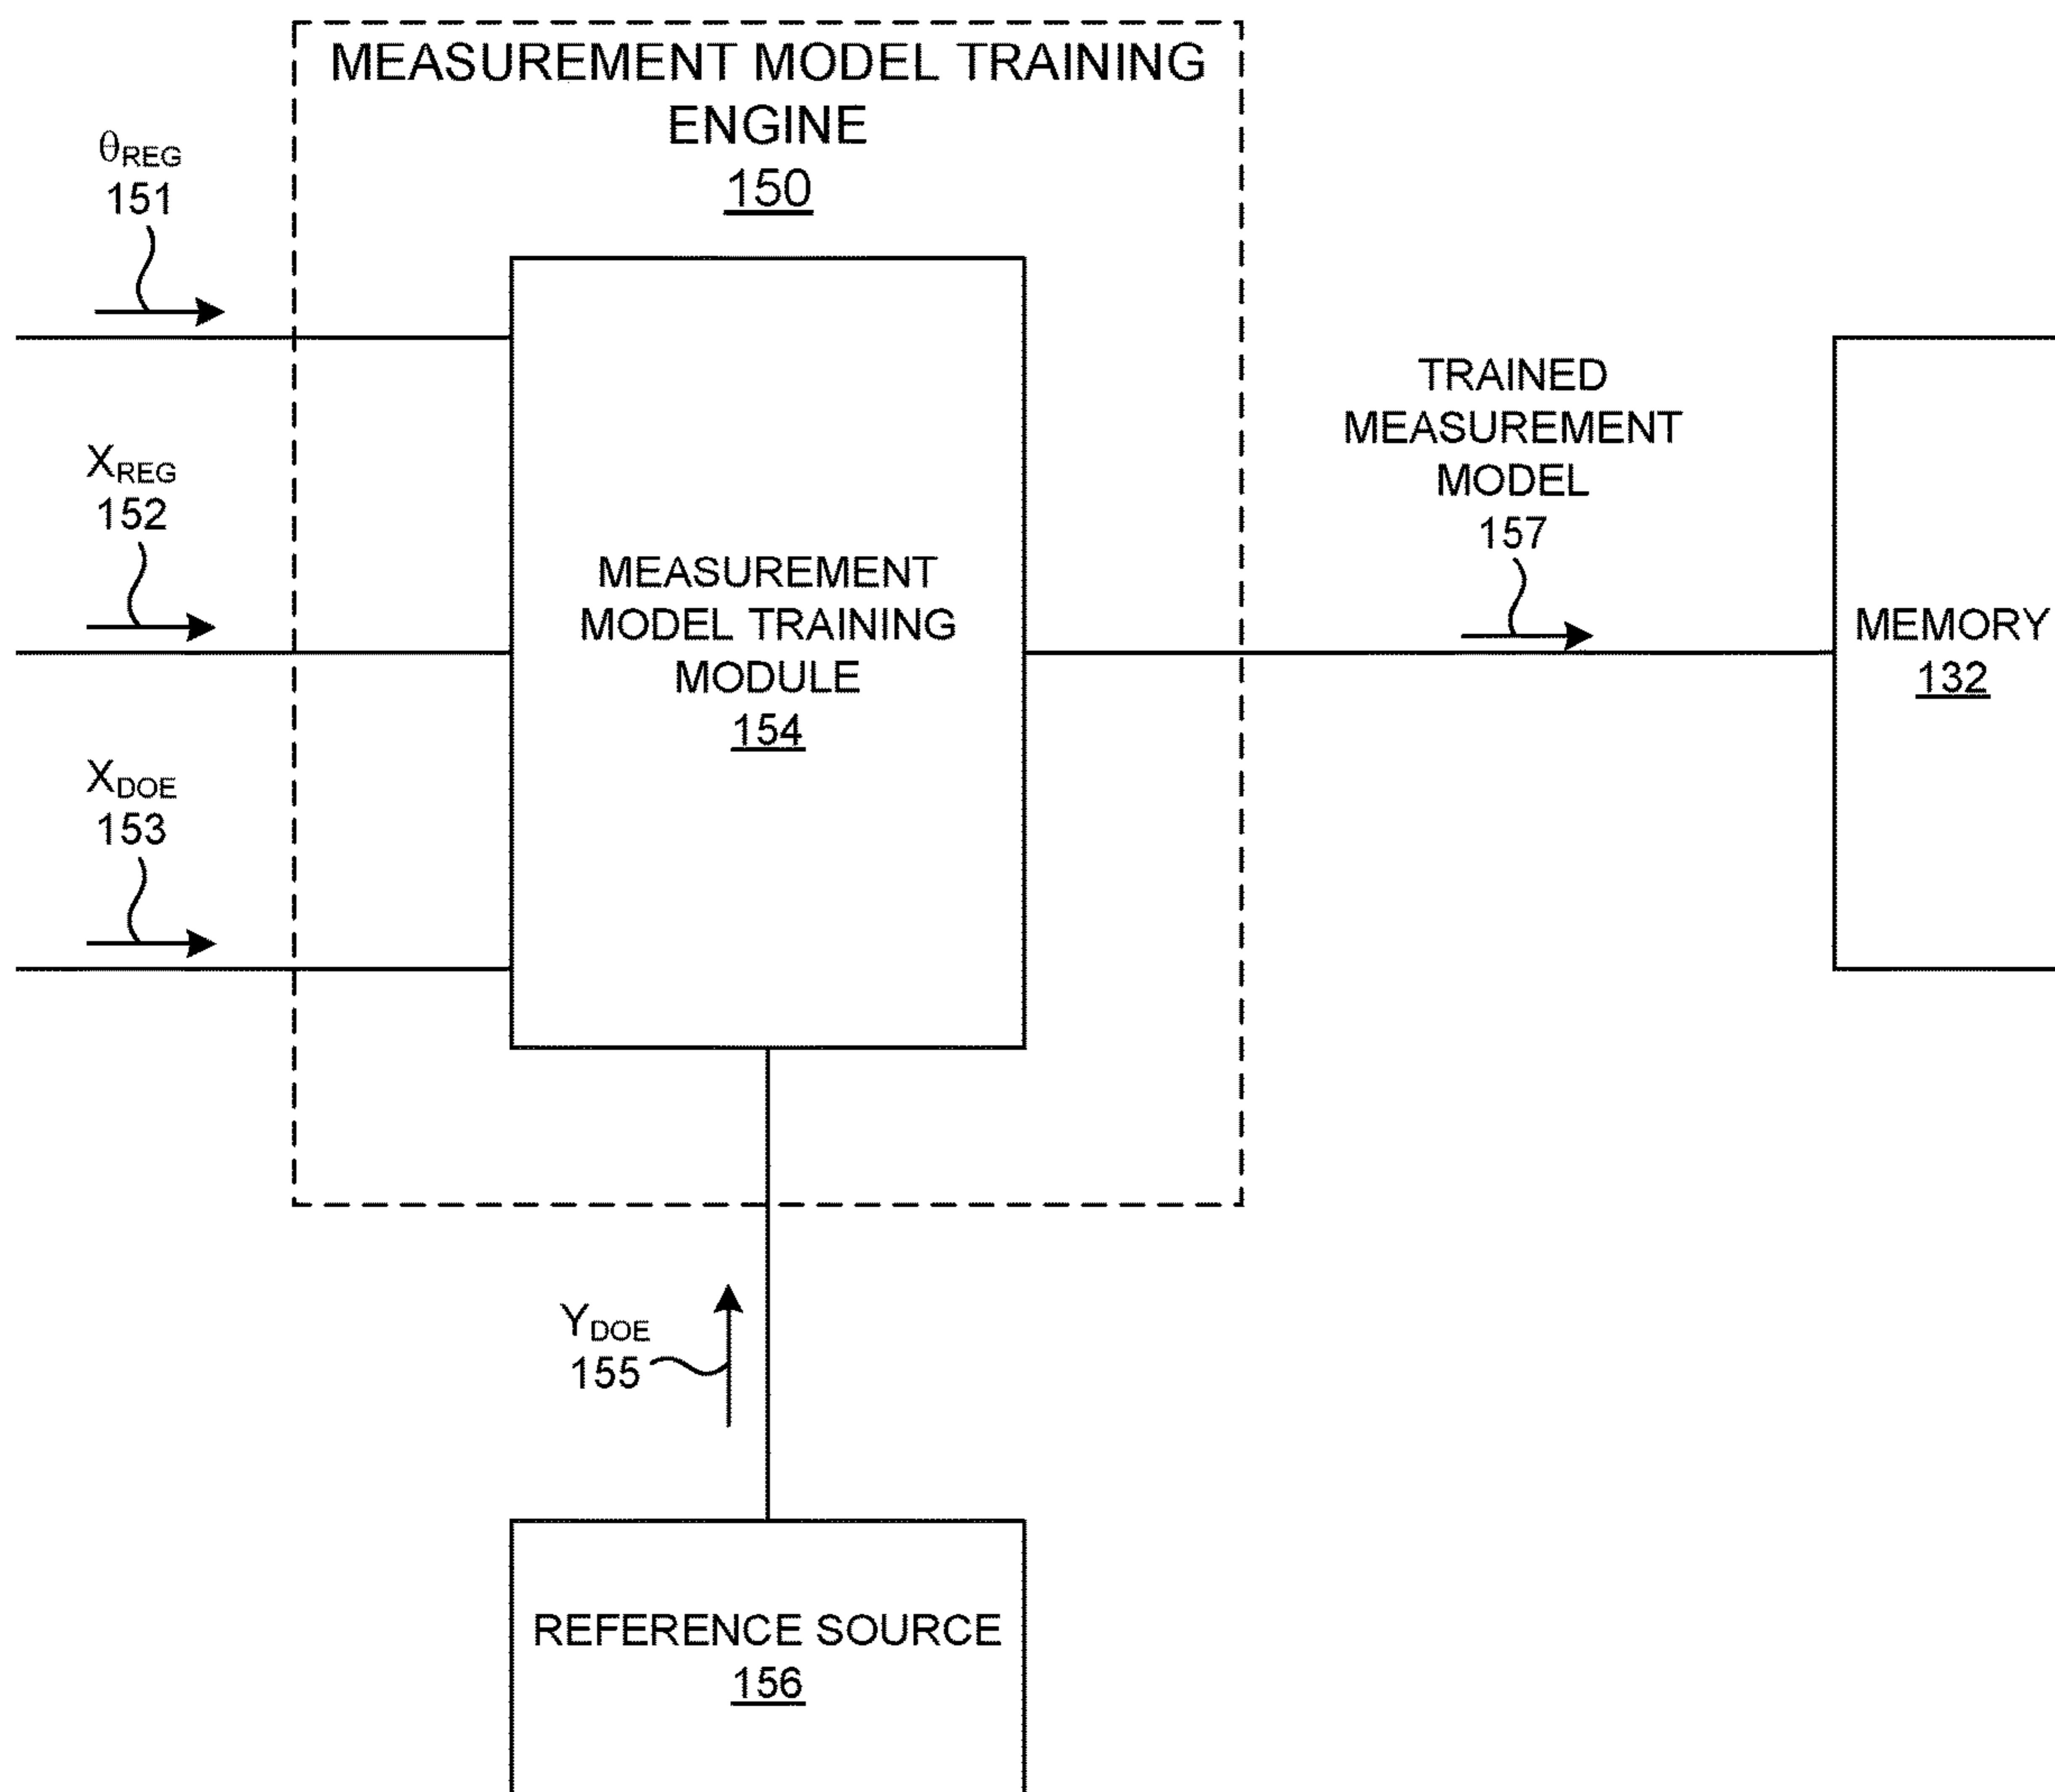 MEASUREMENT MODEL TRAINING
ENGINE
150
θREG
151
XREG
152
XDOE
153
MEASUREMENT
MODEL TRAINING
MODULE
154
TRAINED
MEASUREMENT
MODEL
157
MEMORY
132
YDOE
155
REFERENCE SOURCE
156